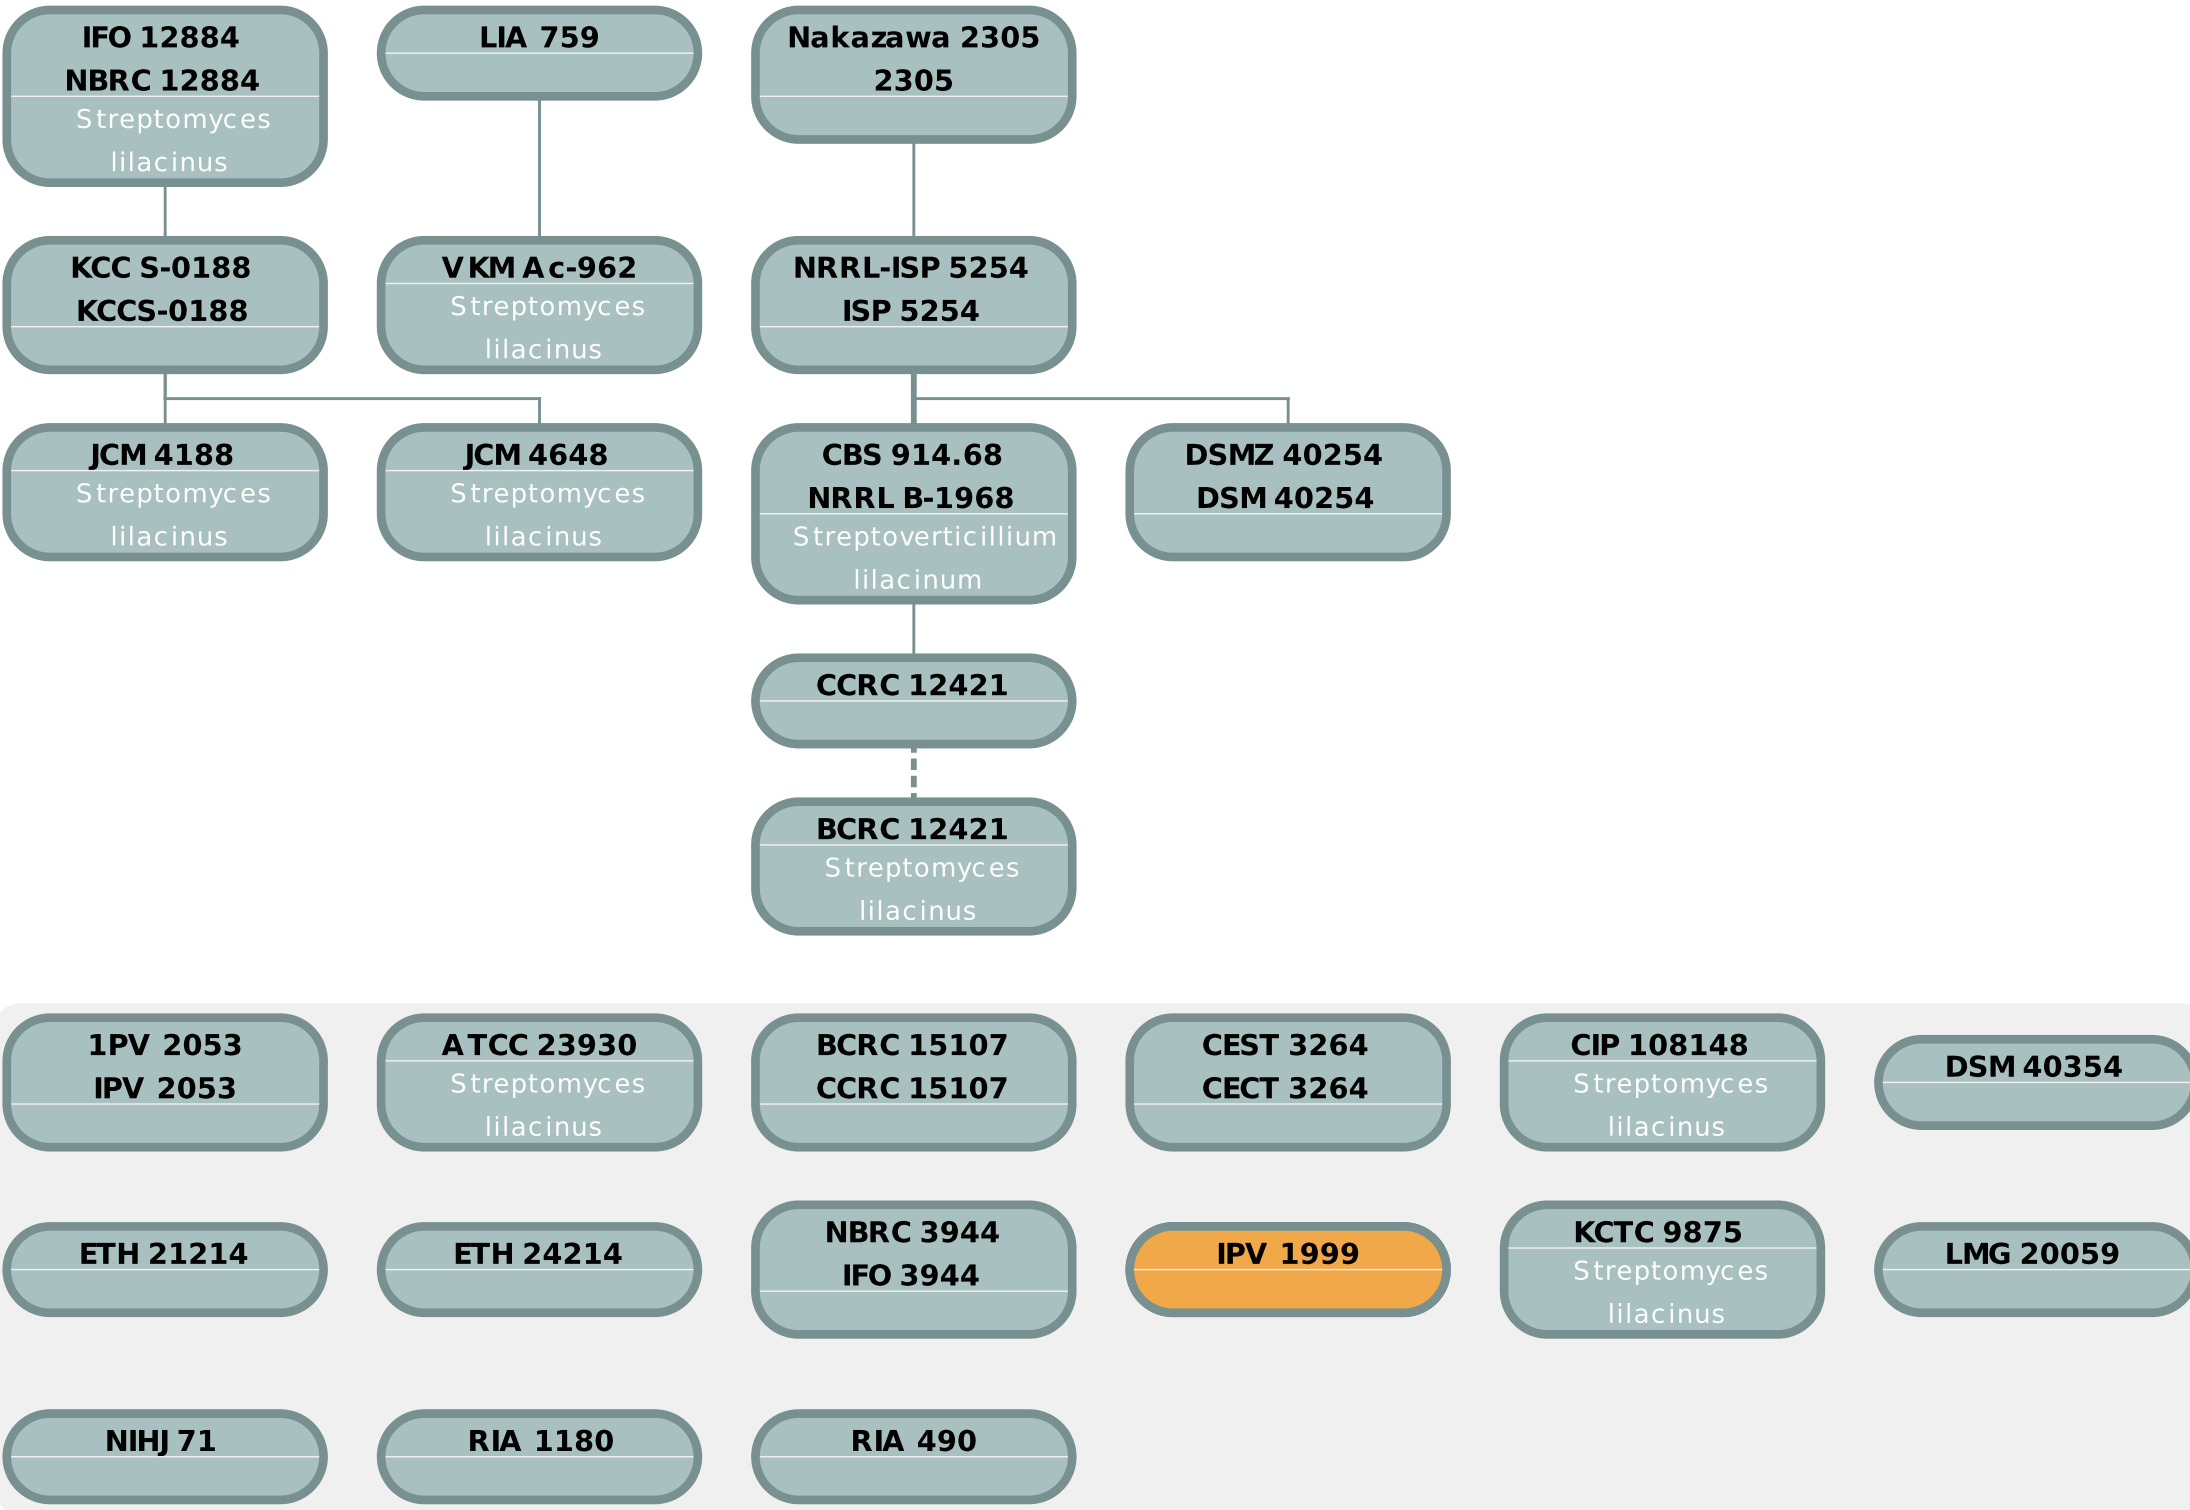 IFO 12884
NBRC 12884
Streptomyces
lilacinus
LIA 759
Nakazawa 2305
2305
KCC S-0188
KCCS-0188
VKM Ac-962
Streptomyces
lilacinus
NRRL-ISP 5254
ISP 5254
JCM 4188
Streptomyces
lilacinus
JCM 4648
Streptomyces
lilacinus
CBS 914.68
NRRL B-1968
Streptoverticillium
lilacinum
DSMZ 40254
DSM 40254
CCRC 12421
BCRC 12421
Streptomyces
lilacinus
1PV 2053
IPV 2053
ATCC 23930
Streptomyces
lilacinus
BCRC 15107
CCRC 15107
CEST 3264
CECT 3264
CIP 108148
Streptomyces
lilacinus
DSM 40354
ETH 21214
ETH 24214
NBRC 3944
IFO 3944
IPV 1999
KCTC 9875
Streptomyces
lilacinus
LMG 20059
NIHJ 71
RIA 1180
RIA 490